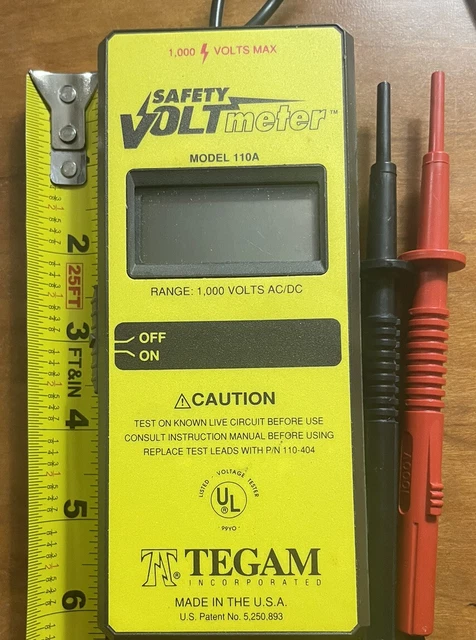 1,000 VOLTS MAX
SAFETY
VOLTmeter™
MODEL 110A
RANGE: 1,000 VOLTS AC/DC
OFF
ON
⚠CAUTION
TEST ON KNOWN LIVE CIRCUIT BEFORE USE
CONSULT INSTRUCTION MANUAL BEFORE USING
REPLACE TEST LEADS WITH P/N 110-404
LISTED · VOLTAGE TESTER
UL®
· P9YO ·
® TEGAM
INCORPORATED
MADE IN THE U.S.A.
U.S. Patent No. 5,250,893
2
25FT
3
FT&IN
4
5
6